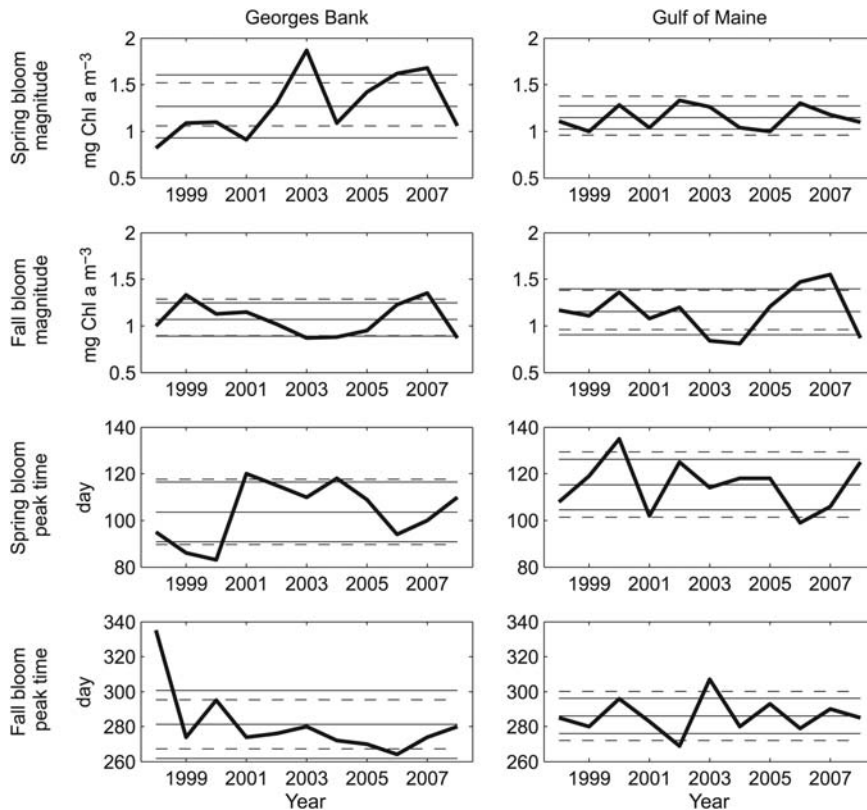 Georges Bank
Gulf of Maine
Spring bloom
magnitude
mg Chl a m⁻³
2
1.5
1
0.5
1999 2001 2003 2005 2007
2
1.5
1
0.5
1999 2001 2003 2005 2007
Fall bloom
magnitude
mg Chl a m⁻³
2
1.5
1
0.5
1999 2001 2003 2005 2007
2
1.5
1
0.5
1999 2001 2003 2005 2007
Spring bloom
peak time
day
140
120
100
80
1999 2001 2003 2005 2007
140
120
100
80
1999 2001 2003 2005 2007
Fall bloom
peak time
day
340
320
300
280
260
1999 2001 2003 2005 2007
Year
340
320
300
280
260
1999 2001 2003 2005 2007
Year